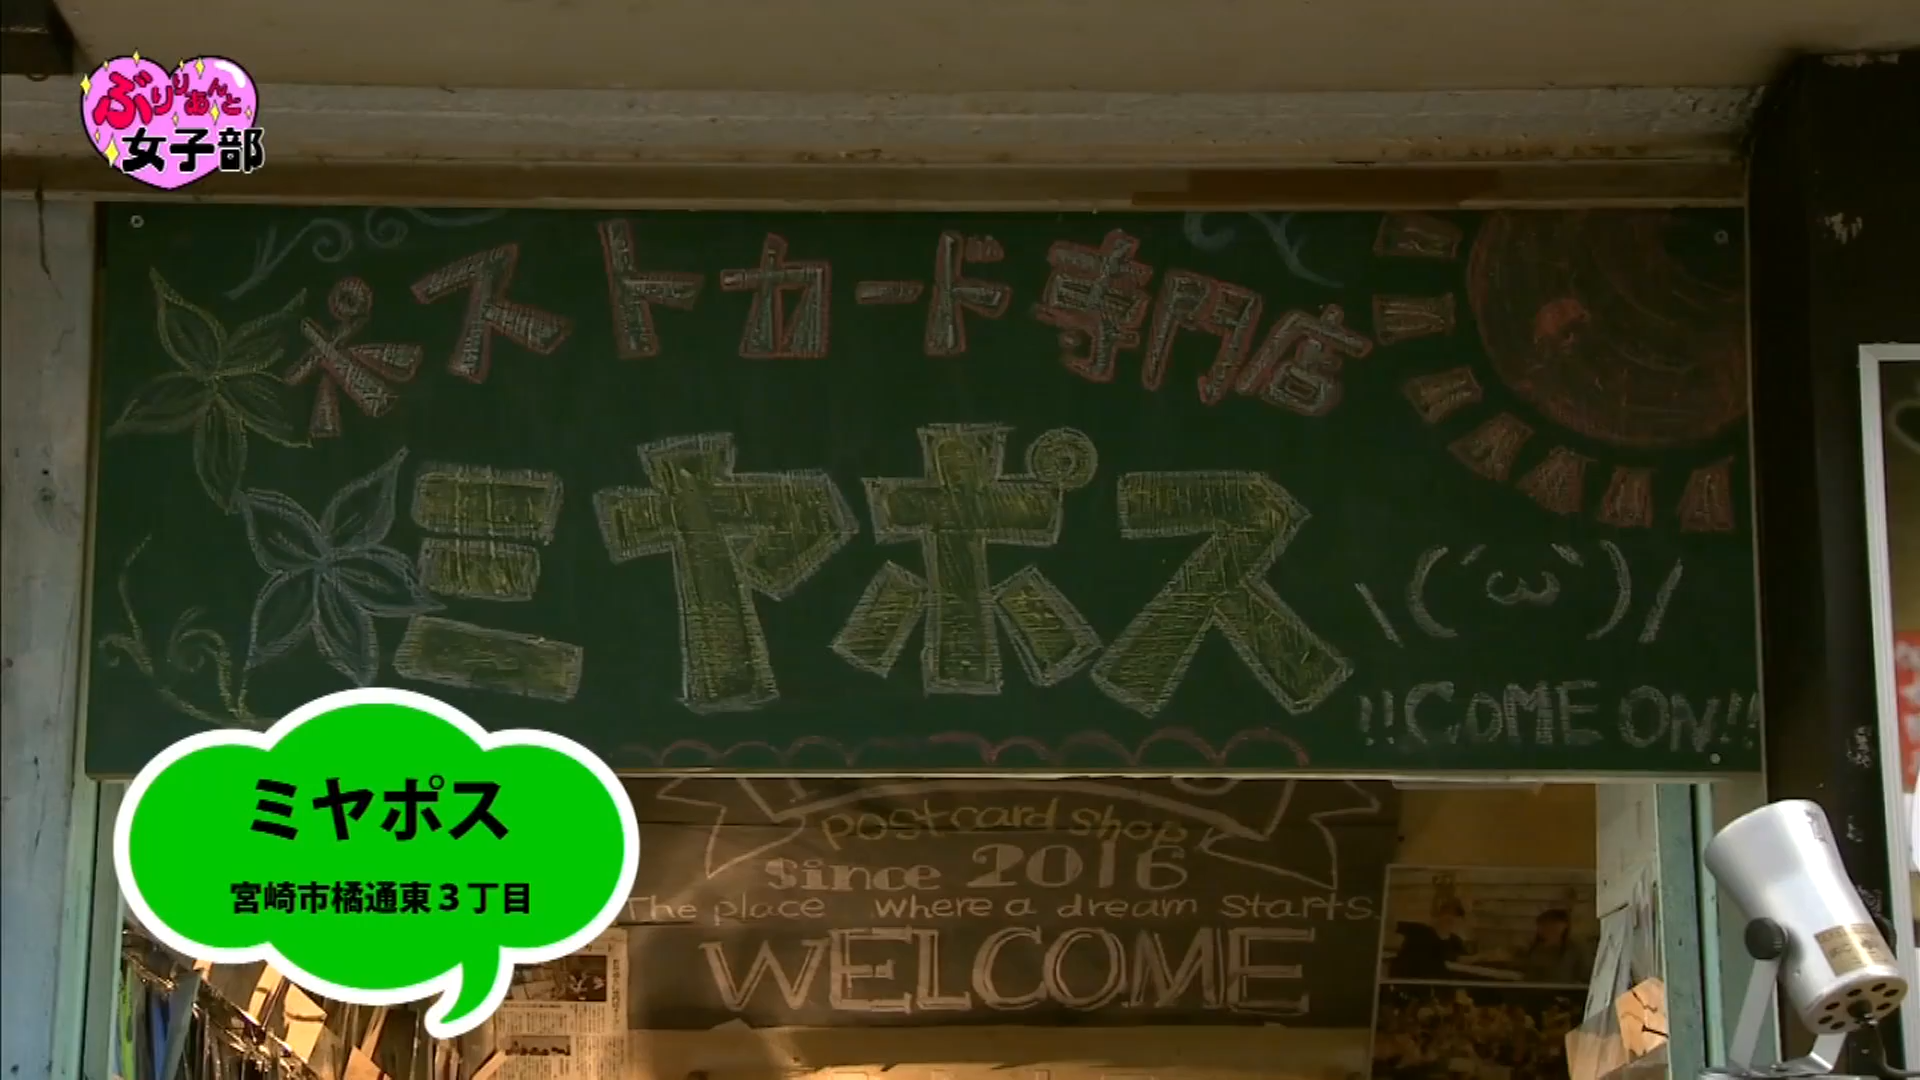 ぶりりあんと
女子部
ポストカード専門店
ミヤポス
\(´ω`)/
!!COME ON!!
postcard shop
Since 2016
The place where a dream starts.
WELCOME
ミヤポス
宮崎市橘通東3丁目